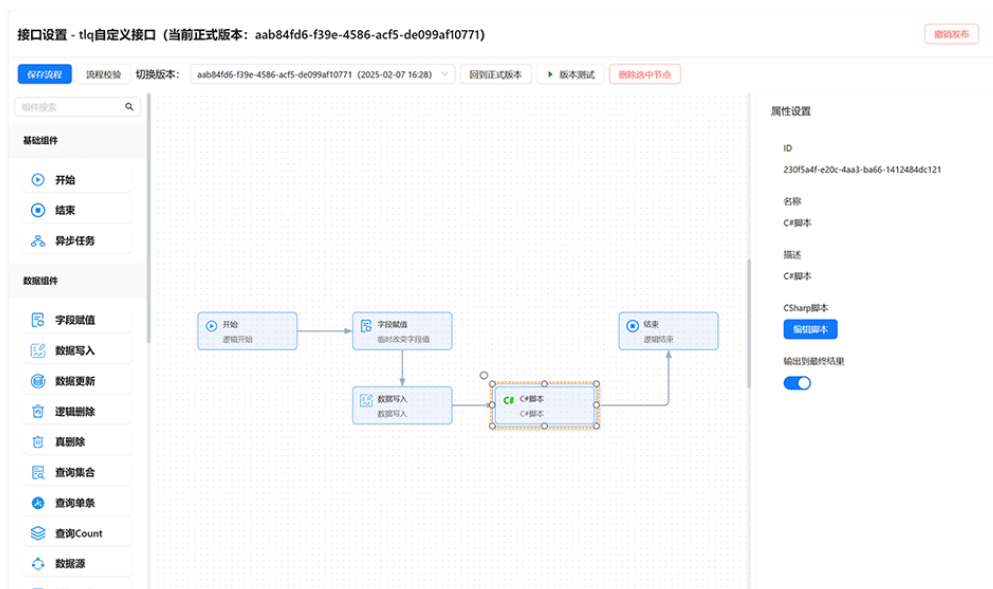 接口设置 - tlq自定义接口（当前正式版本：aab84fd6-f39e-4586-acf5-de099af10771）
撤销发布
保存流程 流程校验 切换版本： aab84fd6-f39e-4586-acf5-de099af10771（2025-02-07 16:28） 回到正式版本 版本测试 删除选中节点
组件搜索
基础组件
开始
结束
异步任务
数据组件
字段赋值
数据写入
数据更新
逻辑删除
真删除
查询集合
查询单条
查询Count
数据源
开始
逻辑开始
字段赋值
临时改变字段值
数据写入
数据写入
C# C#脚本
C#脚本
结束
逻辑结束
属性设置
ID
230f5a4f-e20c-4aa3-ba66-1412484dc121
名称
C#脚本
描述
C#脚本
CSharp脚本
编辑脚本
输出到最终结果